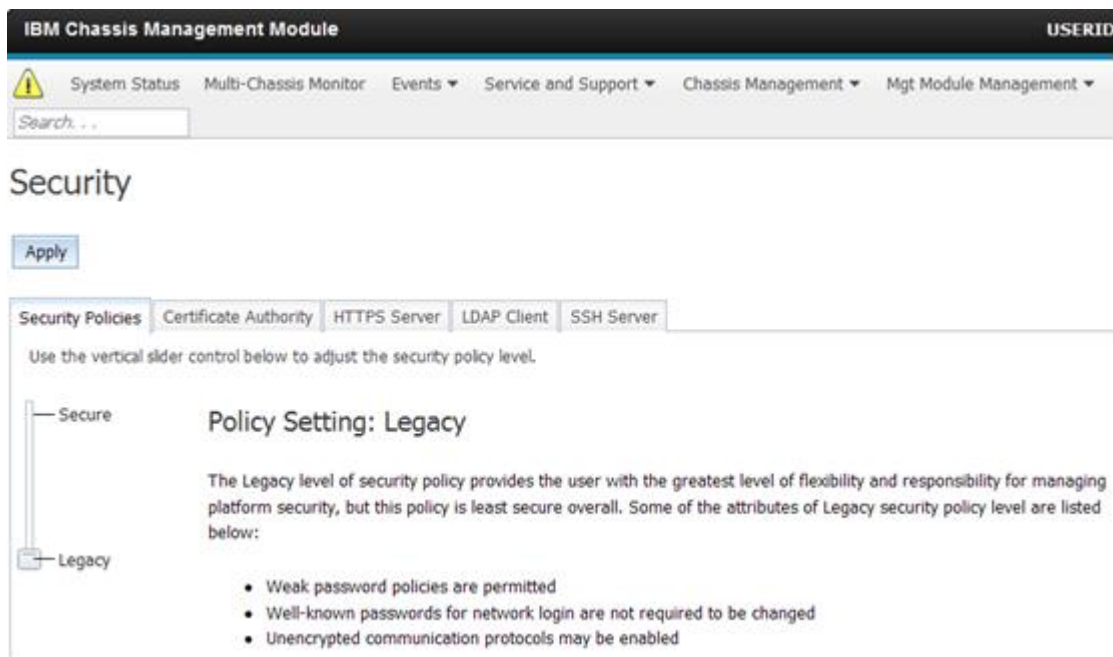 IBM Chassis Management Module USERID
System Status Multi-Chassis Monitor Events Service and Support Chassis Management Mgt Module Management
Search. . .
Security
Apply
Security Policies Certificate Authority HTTPS Server LDAP Client SSH Server
Use the vertical slider control below to adjust the security policy level.
Secure
Legacy
Policy Setting: Legacy
The Legacy level of security policy provides the user with the greatest level of flexibility and responsibility for managing
platform security, but this policy is least secure overall. Some of the attributes of Legacy security policy level are listed
below:
• Weak password policies are permitted
• Well-known passwords for network login are not required to be changed
• Unencrypted communication protocols may be enabled